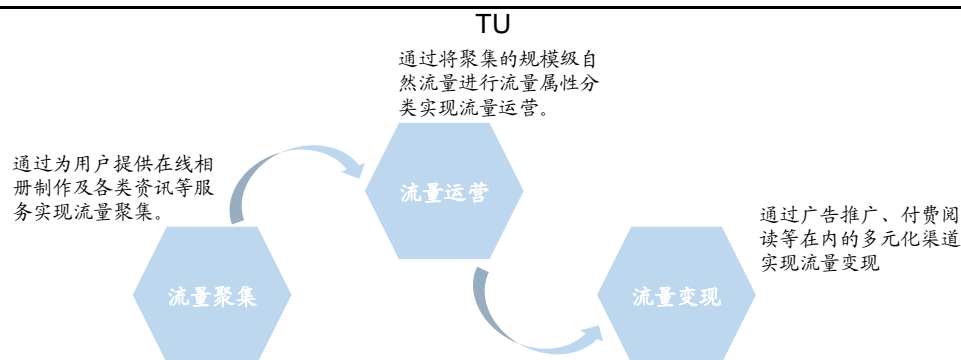 TU
通过将聚集的规模级自
然流量进行流量属性分
类实现流量运营。
通过为用户提供在线相
册制作及各类资讯等服
务实现流量聚集。
流量运营
通过广告推广、付费阅
读等在内的多元化渠道
实现流量变现
流量聚集
流量变现